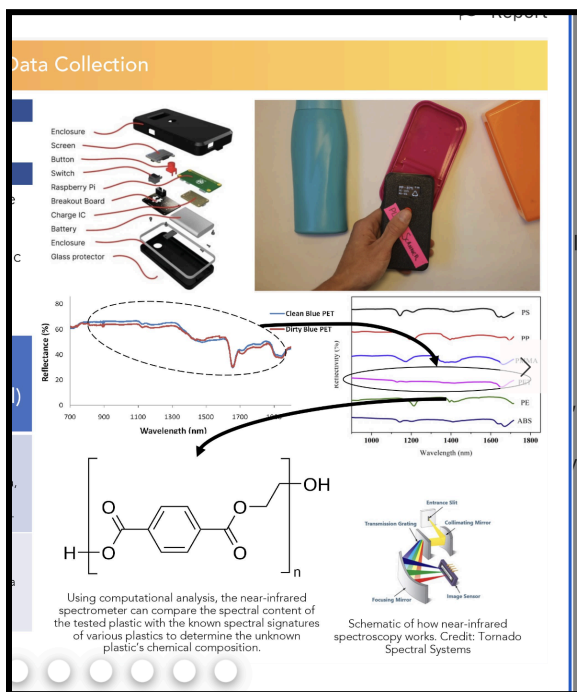 Report
Data Collection
Enclosure
Screen
Button
Switch
Raspberry Pi
Breakout Board
Charge IC
Battery
Enclosure
Glass protector
e
c
)
,
a
Reflectance (%)
80
60
40
20
0
700 900 1100 1300 1500 1700 1900
Wavelength (nm)
Clean Blue PET
Dirty Blue PET
Reflectivity (%)
PS
PP
PMMA
PET
PE
ABS
1000 1200 1400 1600 1800
Wavelength (nm)
H
O
O
O
O
OH
n
Using computational analysis, the near-infrared
spectrometer can compare the spectral content of
the tested plastic with the known spectral signatures
of various plastics to determine the unknown
plastic's chemical composition.
Entrance Slit
Transmission Grating
Collimating Mirror
Focusing Mirror
Image Sensor
Schematic of how near-infrared
spectroscopy works. Credit: Tornado
Spectral Systems